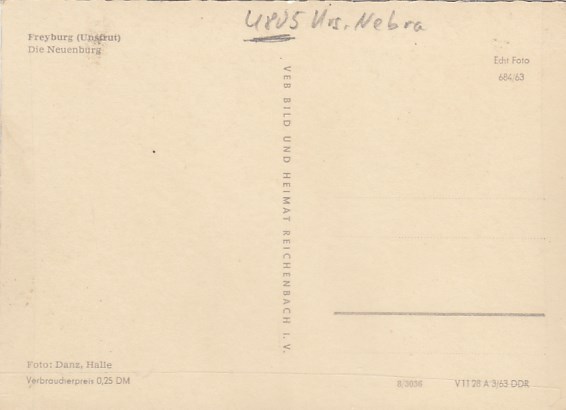 4805 Krs. Nebra
Freyburg (Unstrut)
Die Neuenburg
Echt Foto
684/63
VEB BILD UND HEIMAT REICHENBACH I. V.
Foto: Danz, Halle
Verbraucherpreis 0,25 DM
V 11 28 A 3/63 DDR